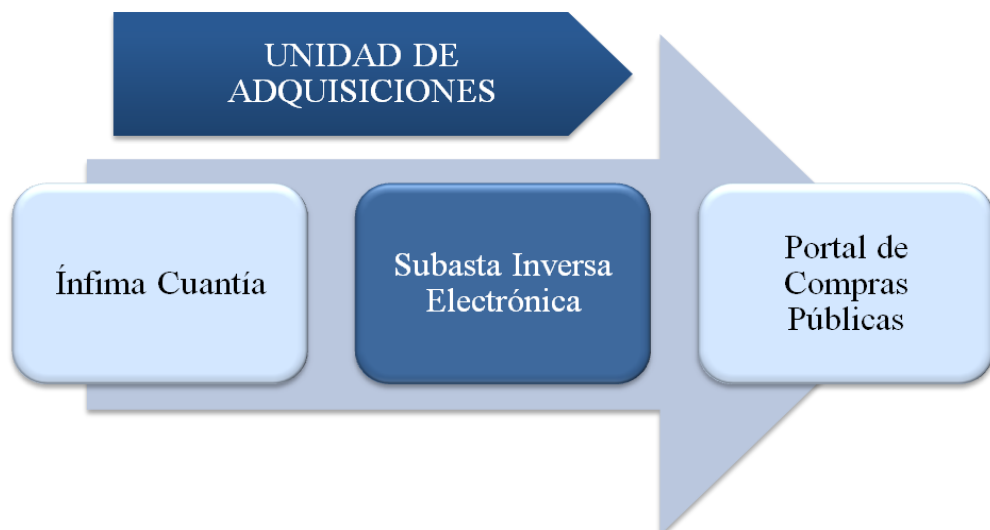 UNIDAD DE
ADQUISICIONES
Ínfima Cuantía
Subasta Inversa
Electrónica
Portal de
Compras
Públicas